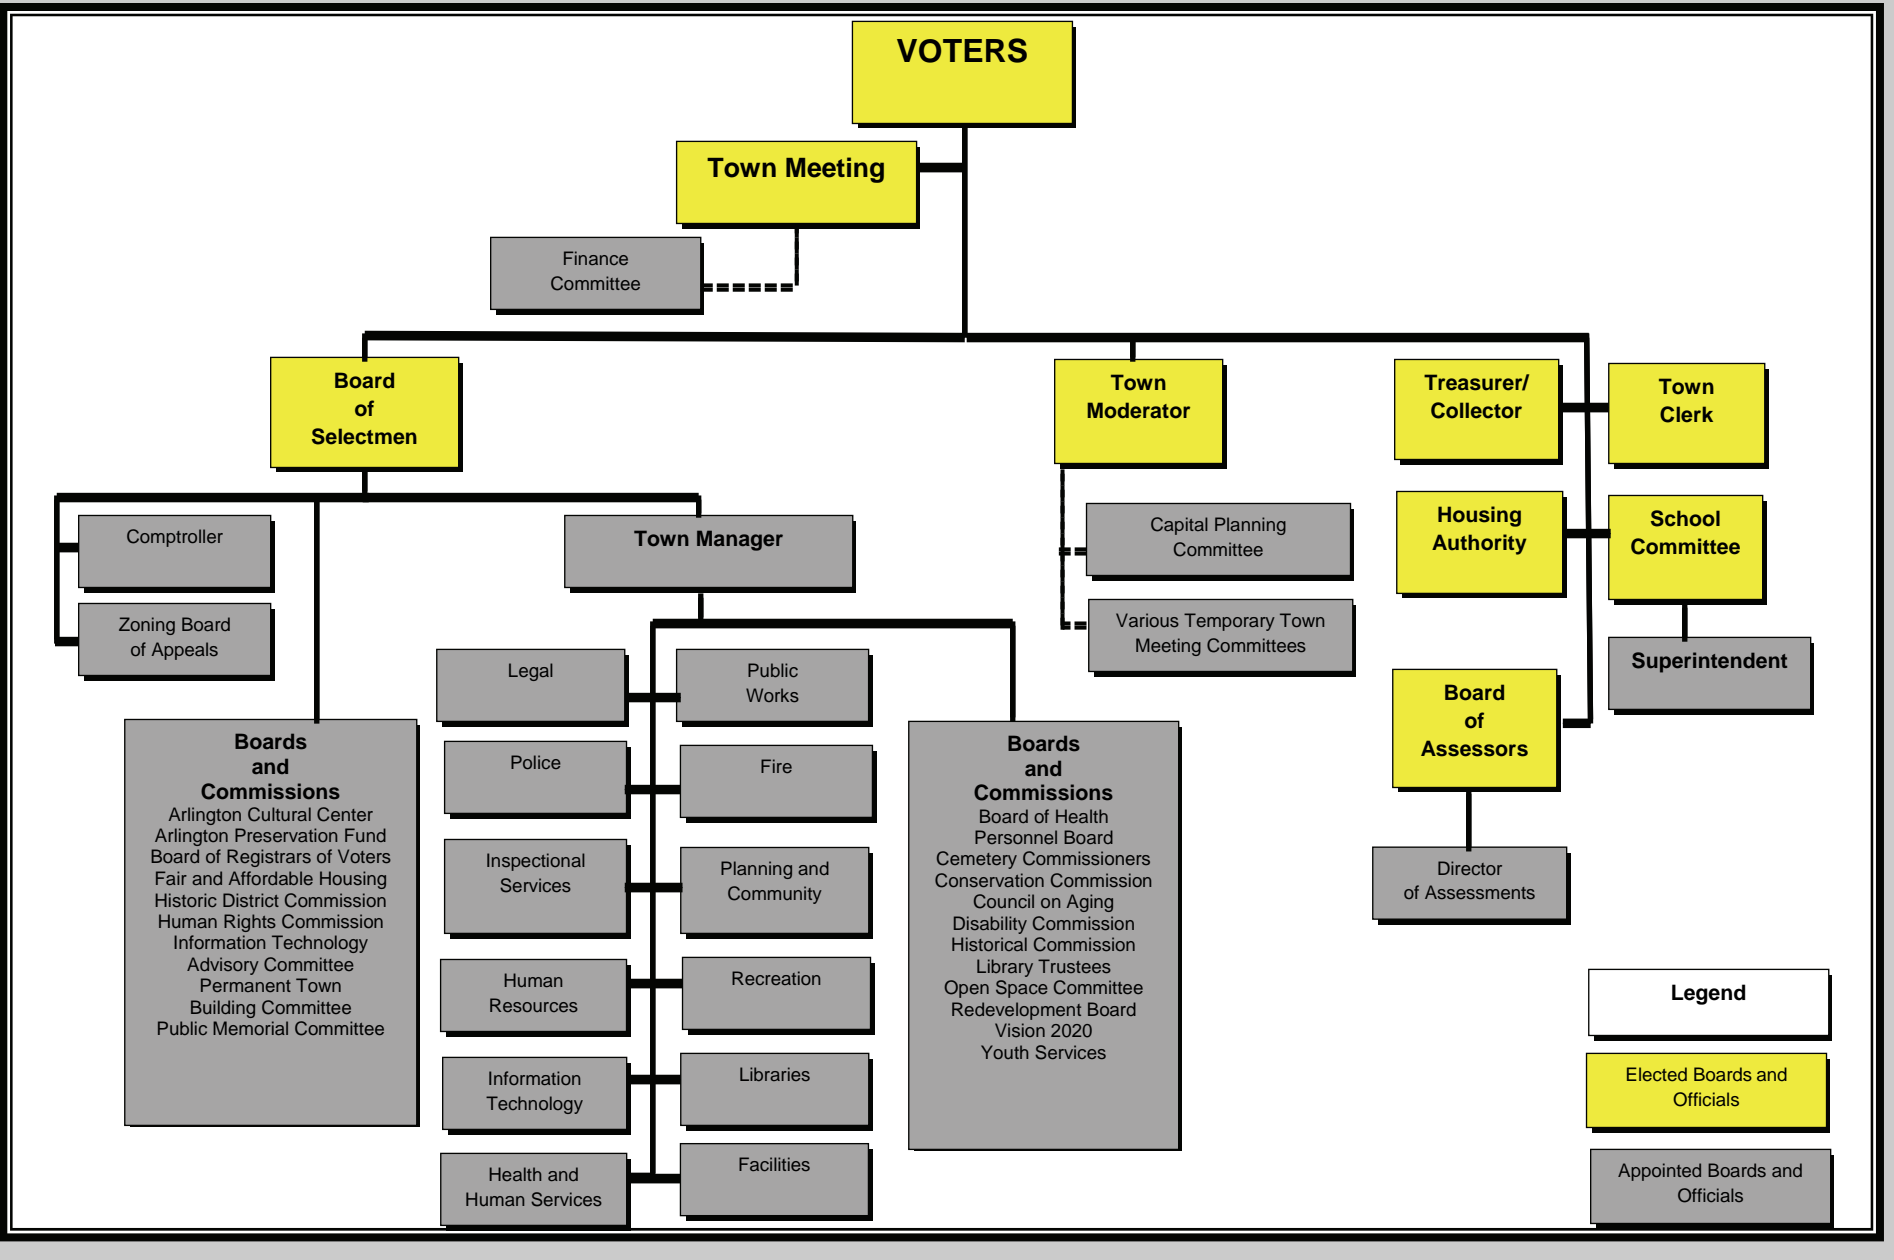 VOTERS
Town Meeting
Finance
Committee
Board
of
Selectmen
Town
Moderator
Treasurer/
Collector
Town
Clerk
Housing
Authority
School
Committee
Superintendent
Board
of
Assessors
Director
of Assessments
Comptroller
Zoning Board
of Appeals
Town Manager
Capital Planning
Committee
Various Temporary Town
Meeting Committees
Boards
and
Commissions
Arlington Cultural Center
Arlington Preservation Fund
Board of Registrars of Voters
Fair and Affordable Housing
Historic District Commission
Human Rights Commission
Information Technology
Advisory Committee
Permanent Town
Building Committee
Public Memorial Committee
Legal
Public
Works
Police
Fire
Inspectional
Services
Planning and
Community
Human
Resources
Recreation
Information
Technology
Libraries
Health and
Human Services
Facilities
Boards
and
Commissions
Board of Health
Personnel Board
Cemetery Commissioners
Conservation Commission
Council on Aging
Disability Commission
Historical Commission
Library Trustees
Open Space Committee
Redevelopment Board
Vision 2020
Youth Services
Legend
Elected Boards and
Officials
Appointed Boards and
Officials